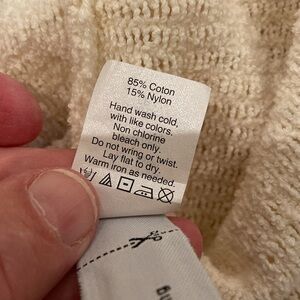 85% Coton
15% Nylon
Hand wash cold,
with like colors.
Non chlorine
bleach only.
Do not wring or twist.
Lay flat to dry.
Warm iron as needed.